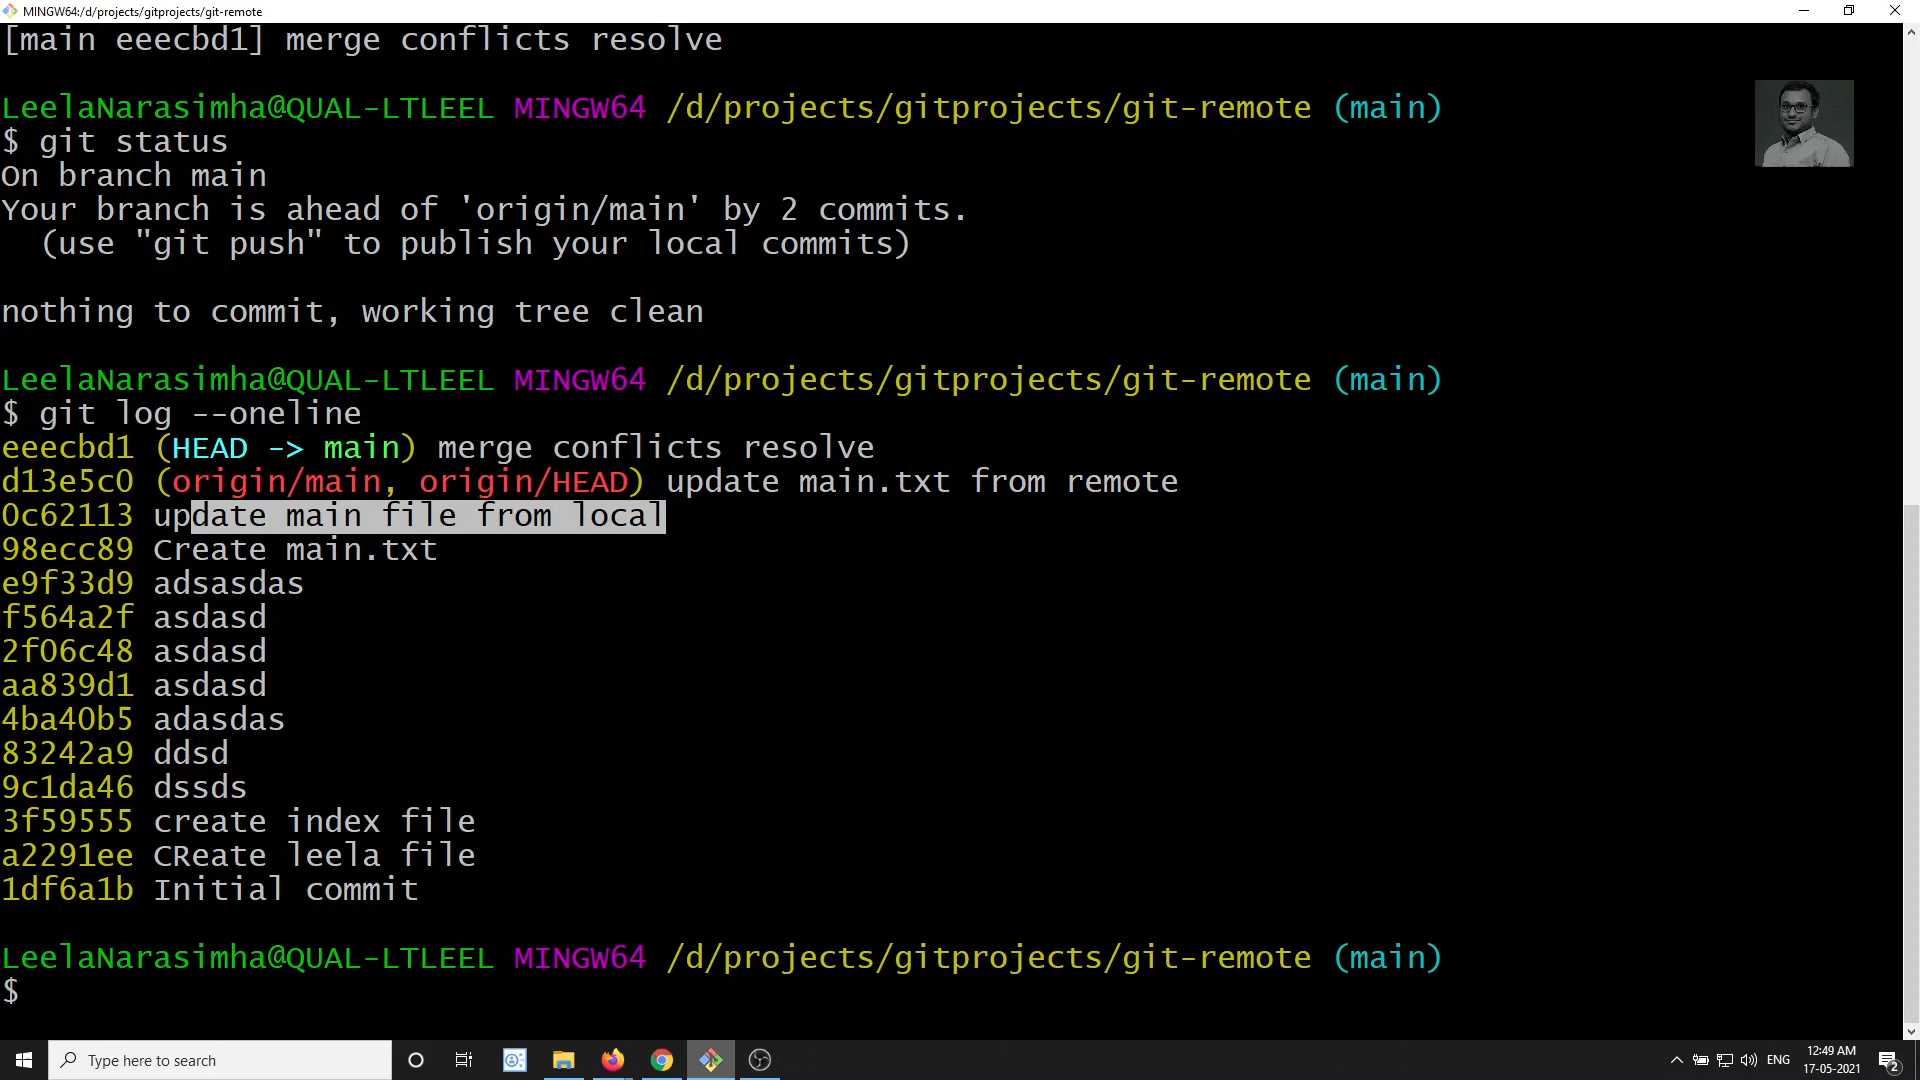 MINGW64:/d/projects/gitprojects/git-remote
[main eeecbd1] merge conflicts resolve
LeelaNarasimha@QUAL-LTLEEL MINGW64 /d/projects/gitprojects/git-remote (main)
$ git status
On branch main
Your branch is ahead of 'origin/main' by 2 commits.
(use "git push" to publish your local commits)
nothing to commit, working tree clean
LeelaNarasimha@QUAL-LTLEEL MINGW64 /d/projects/gitprojects/git-remote (main)
$ git log --oneline
eeecbd1 (HEAD -> main) merge conflicts resolve
d13e5c0 (origin/main, origin/HEAD) update main.txt from remote
0c62113 update main file from local
98ecc89 Create main.txt
e9f33d9 adsasdas
f564a2f asdasd
2f06c48 asdasd
aa839d1 asdasd
4ba40b5 adasdas
83242a9 ddsd
9c1da46 dssds
3f59555 create index file
a2291ee CReate leela file
1df6a1b Initial commit
LeelaNarasimha@QUAL-LTLEEL MINGW64 /d/projects/gitprojects/git-remote (main)
$
Type here to search
ENG
12:49 AM
17-05-2021
2